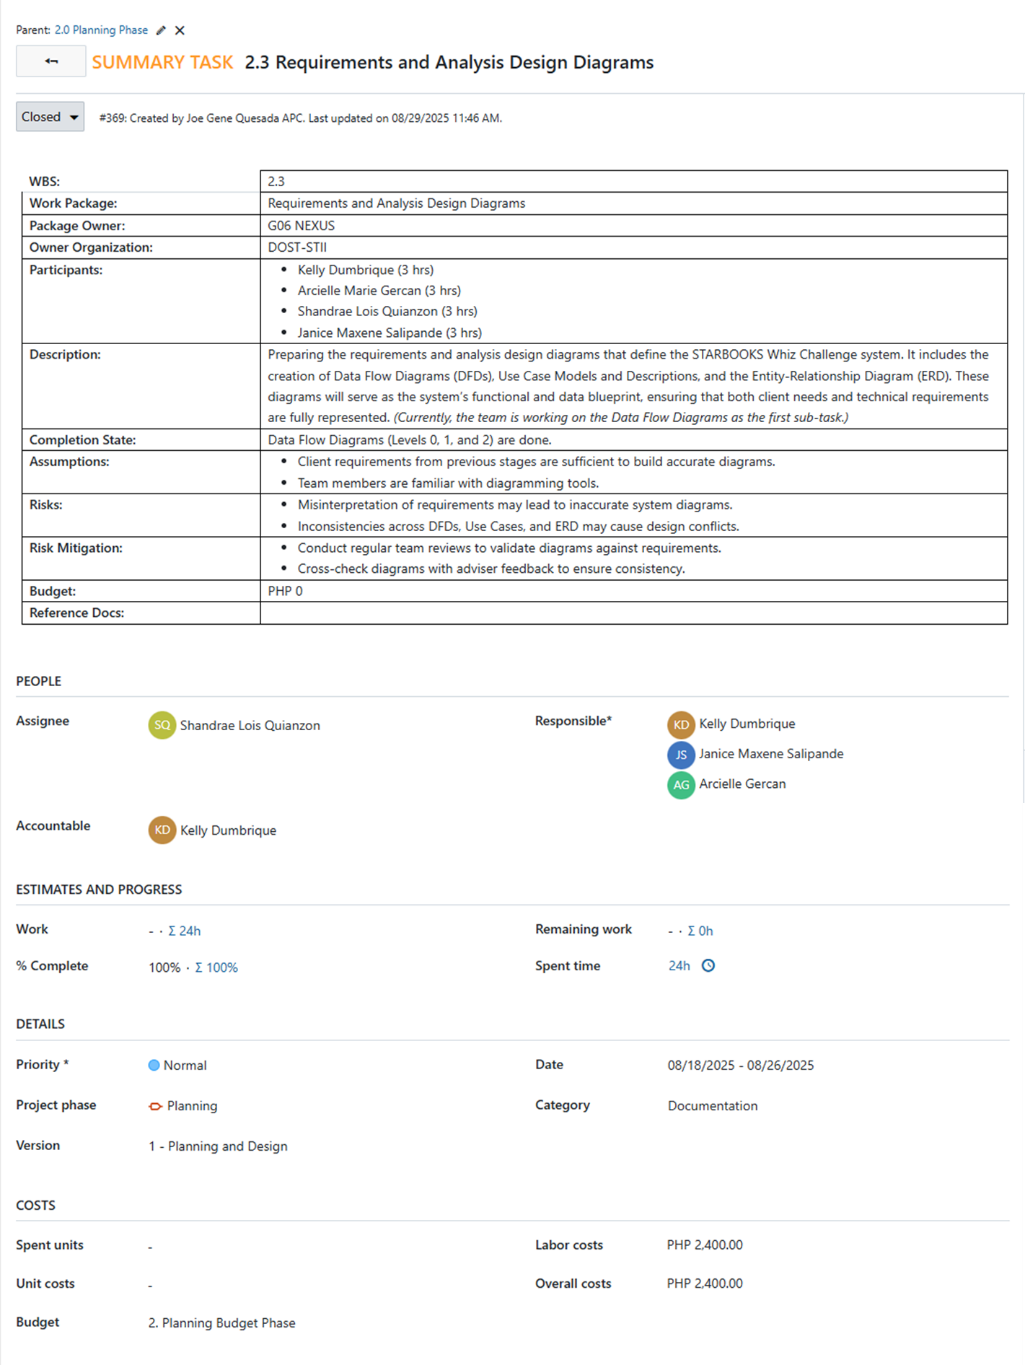 Parent: 2.0 Planning Phase
SUMMARY TASK 2.3 Requirements and Analysis Design Diagrams
Closed
#369: Created by Joe Gene Quesada APC. Last updated on 08/29/2025 11:46 AM.
WBS: 2.3
Work Package: Requirements and Analysis Design Diagrams
Package Owner: G06 NEXUS
Owner Organization: DOST-STII
Participants:
• Kelly Dumbrique (3 hrs)
• Arcielle Marie Gercan (3 hrs)
• Shandrae Lois Quianzon (3 hrs)
• Janice Maxene Salipande (3 hrs)
Description: Preparing the requirements and analysis design diagrams that define the STARBOOKS Whiz Challenge system. It includes the
creation of Data Flow Diagrams (DFDs), Use Case Models and Descriptions, and the Entity-Relationship Diagram (ERD). These
diagrams will serve as the system's functional and data blueprint, ensuring that both client needs and technical requirements
are fully represented. (Currently, the team is working on the Data Flow Diagrams as the first sub-task.)
Completion State: Data Flow Diagrams (Levels 0, 1, and 2) are done.
Assumptions:
• Client requirements from previous stages are sufficient to build accurate diagrams.
• Team members are familiar with diagramming tools.
Risks:
• Misinterpretation of requirements may lead to inaccurate system diagrams.
• Inconsistencies across DFDs, Use Cases, and ERD may cause design conflicts.
Risk Mitigation:
• Conduct regular team reviews to validate diagrams against requirements.
• Cross-check diagrams with adviser feedback to ensure consistency.
Budget: PHP 0
Reference Docs:
PEOPLE
Assignee
SQ Shandrae Lois Quianzon
Responsible*
KD Kelly Dumbrique
JS Janice Maxene Salipande
AG Arcielle Gercan
Accountable
KD Kelly Dumbrique
ESTIMATES AND PROGRESS
Work - · Σ 24h
Remaining work - · Σ 0h
% Complete 100% · Σ 100%
Spent time 24h
DETAILS
Priority * Normal
Date 08/18/2025 - 08/26/2025
Project phase Planning
Category Documentation
Version 1 - Planning and Design
COSTS
Spent units -
Labor costs PHP 2,400.00
Unit costs -
Overall costs PHP 2,400.00
Budget 2. Planning Budget Phase